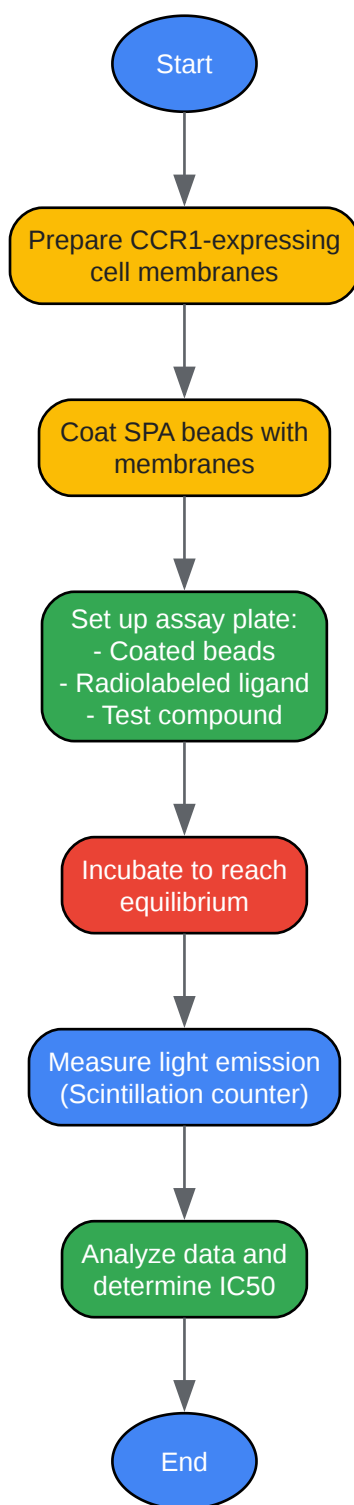 Start
Prepare CCR1-expressing
cell membranes
Coat SPA beads with
membranes
Set up assay plate:
- Coated beads
- Radiolabeled ligand
- Test compound
Incubate to reach
equilibrium
Measure light emission
(Scintillation counter)
Analyze data and
determine IC50
End